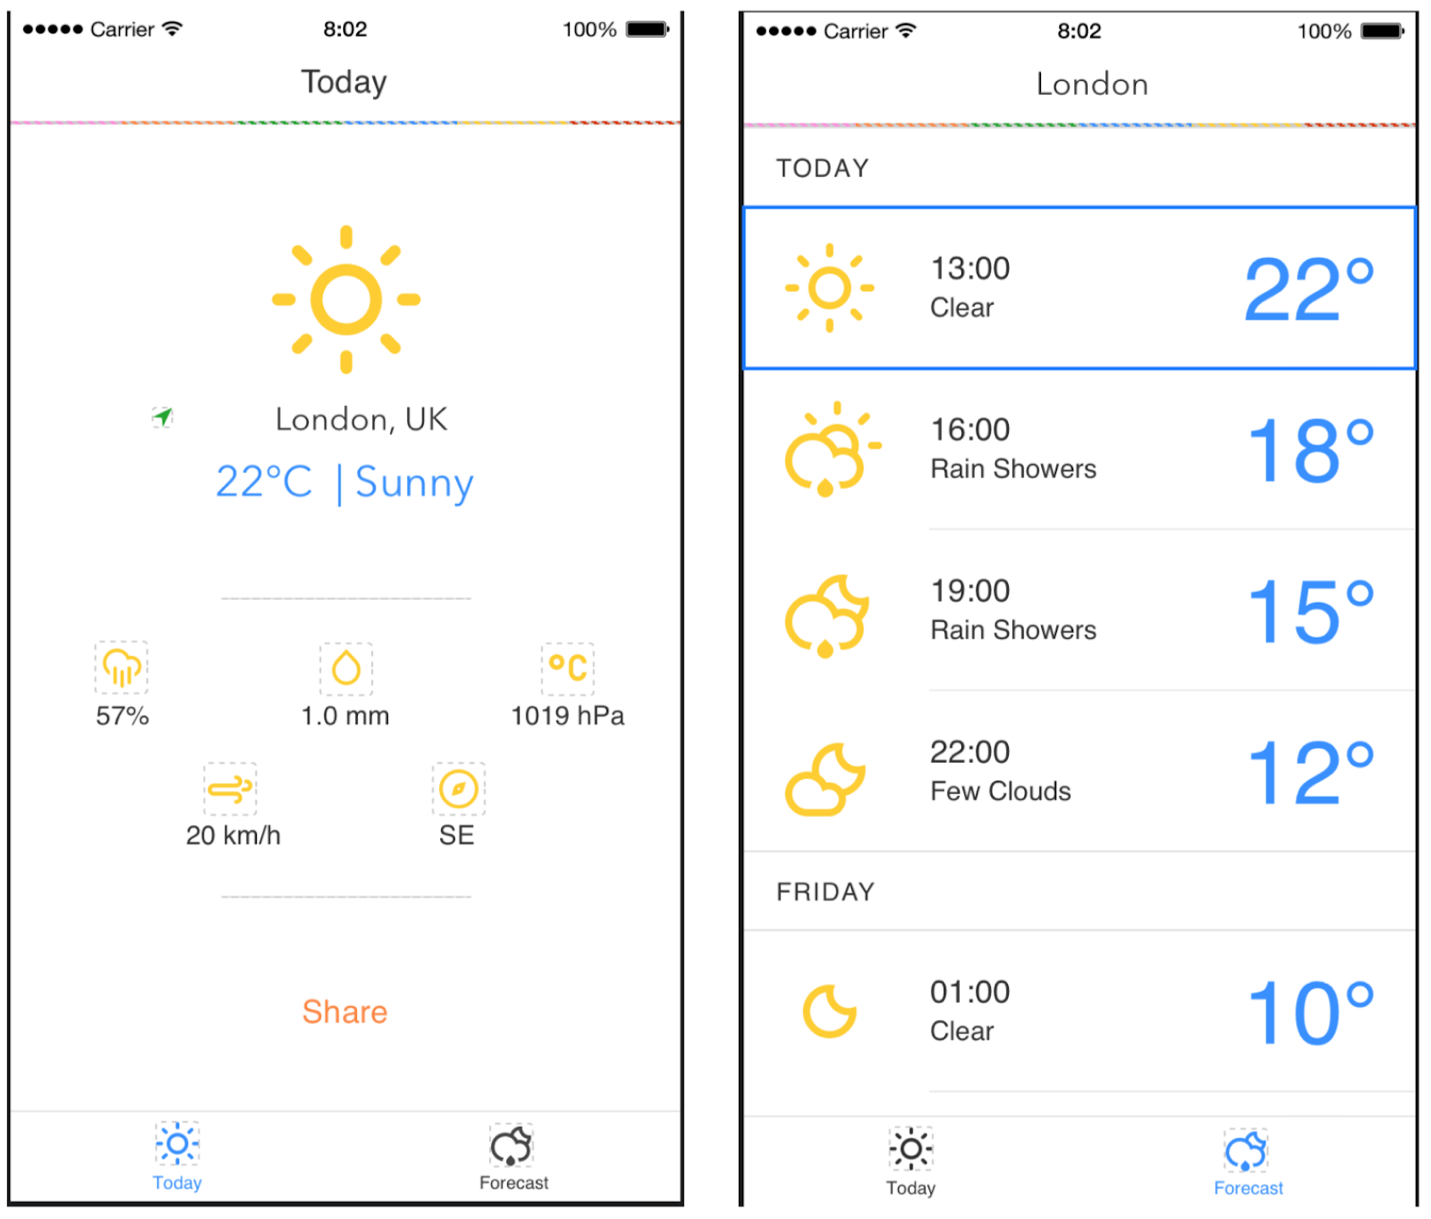 Carrier 8:02 100%
Today
London, UK
22°C | Sunny
57% 1.0 mm °C 1019 hPa
20 km/h SE
Share
Today Forecast
Carrier 8:02 100%
London
TODAY
13:00
Clear
22°
16:00
Rain Showers
18°
19:00
Rain Showers
15°
22:00
Few Clouds
12°
FRIDAY
01:00
Clear
10°
Today Forecast